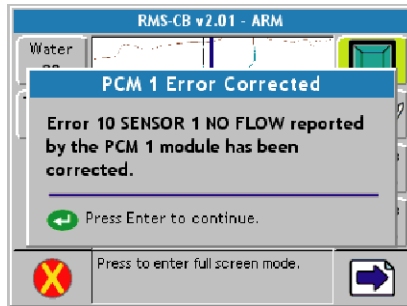 RMS-CB v2.01 - ARM
Water
PCM 1 Error Corrected
Error 10 SENSOR 1 NO FLOW reported
by the PCM 1 module has been
corrected.
Press Enter to continue.
Press to enter full screen mode.